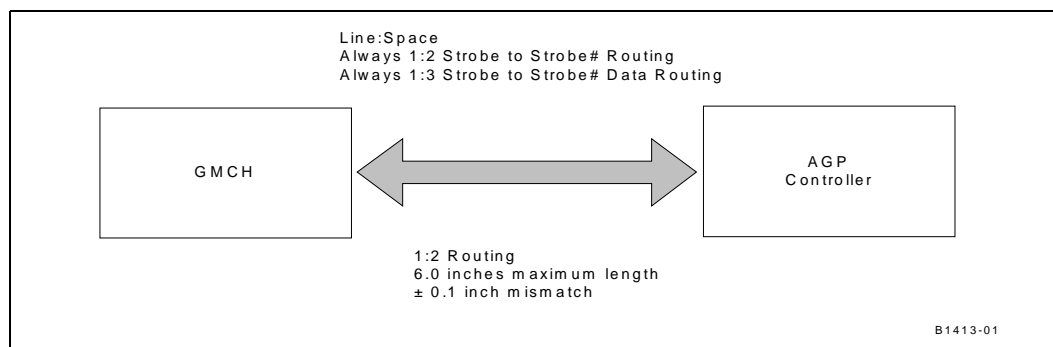 Line:Space
Always 1:2 Strobe to Strobe# Routing
Always 1:3 Strobe to Strobe# Data Routing
GMCH
AGP
Controller
1:2 Routing
6.0 inches maximum length
± 0.1 inch mismatch
B1413-01